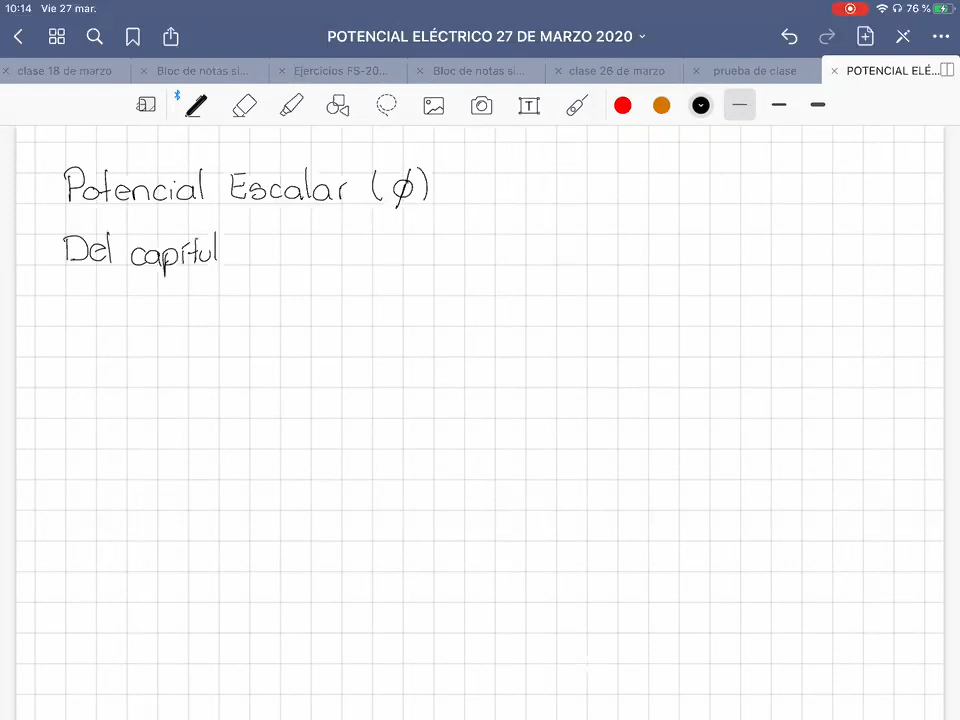 10:14 Vie 27 mar. 76 %
POTENCIAL ELÉCTRICO 27 DE MARZO 2020
clase 18 de marzo Bloc de notas si... Ejercicios FS-20... Bloc de notas si... clase 26 de marzo prueba de clase POTENCIAL ELÉ...
T
Potencial Escalar (ϕ)
Del capítul